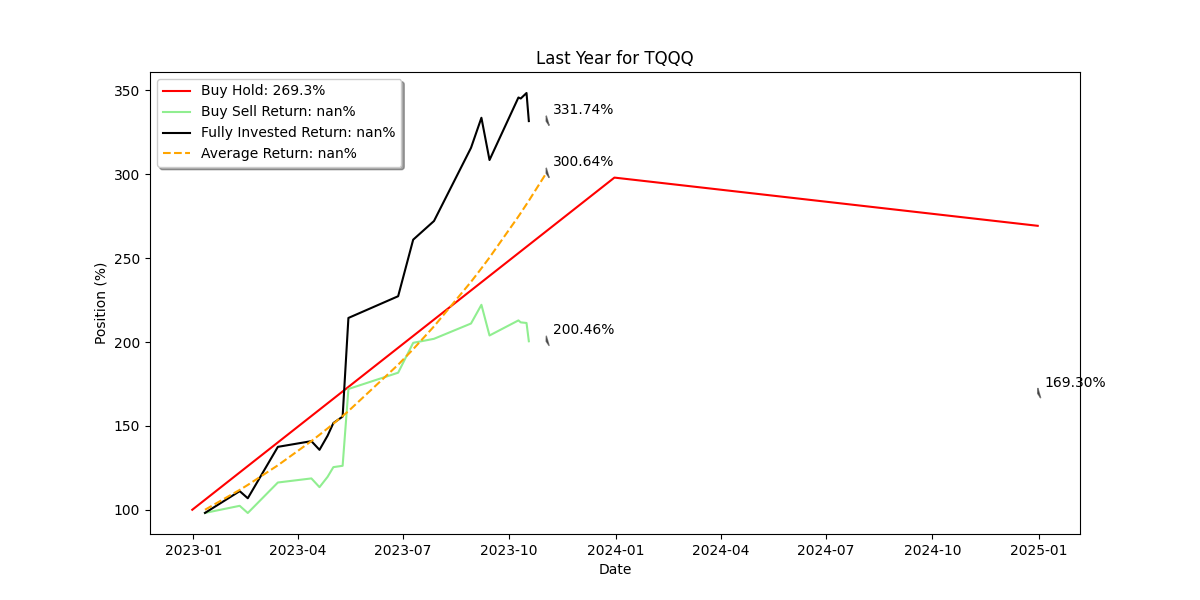 Last Year for TQQQ
Buy Hold: 269.3%
Buy Sell Return: nan%
Fully Invested Return: nan%
Average Return: nan%
331.74%
300.64%
200.46%
169.30%
Position (%)
350
300
250
200
150
100
2023-01
2023-04
2023-07
2023-10
2024-01
2024-04
2024-07
2024-10
2025-01
Date